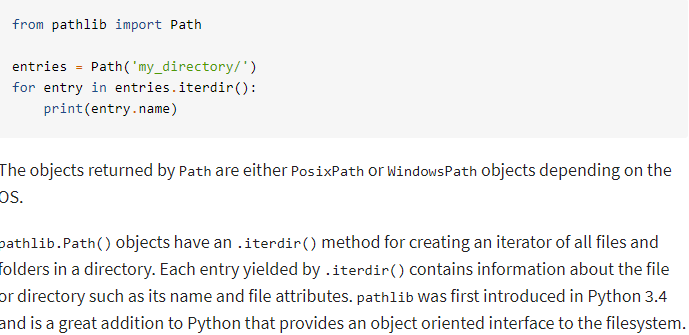 from pathlib import Path
entries = Path('my_directory/')
for entry in entries.iterdir():
    print(entry.name)
The objects returned by Path are either PosixPath or WindowsPath objects depending on the
OS.
pathlib.Path() objects have an .iterdir() method for creating an iterator of all files and
folders in a directory. Each entry yielded by .iterdir() contains information about the file
or directory such as its name and file attributes. pathlib was first introduced in Python 3.4
and is a great addition to Python that provides an object oriented interface to the filesystem.